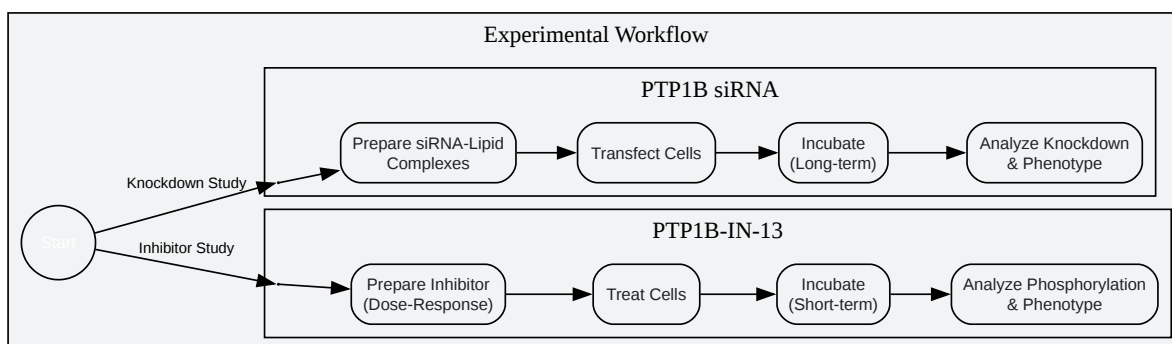 Experimental Workflow
PTP1B siRNA
Prepare siRNA-Lipid
Complexes
Transfect Cells
Incubate
(Long-term)
Analyze Knockdown
& Phenotype
Knockdown Study
Start
Inhibitor Study
PTP1B-IN-13
Prepare Inhibitor
(Dose-Response)
Treat Cells
Incubate
(Short-term)
Analyze Phosphorylation
& Phenotype